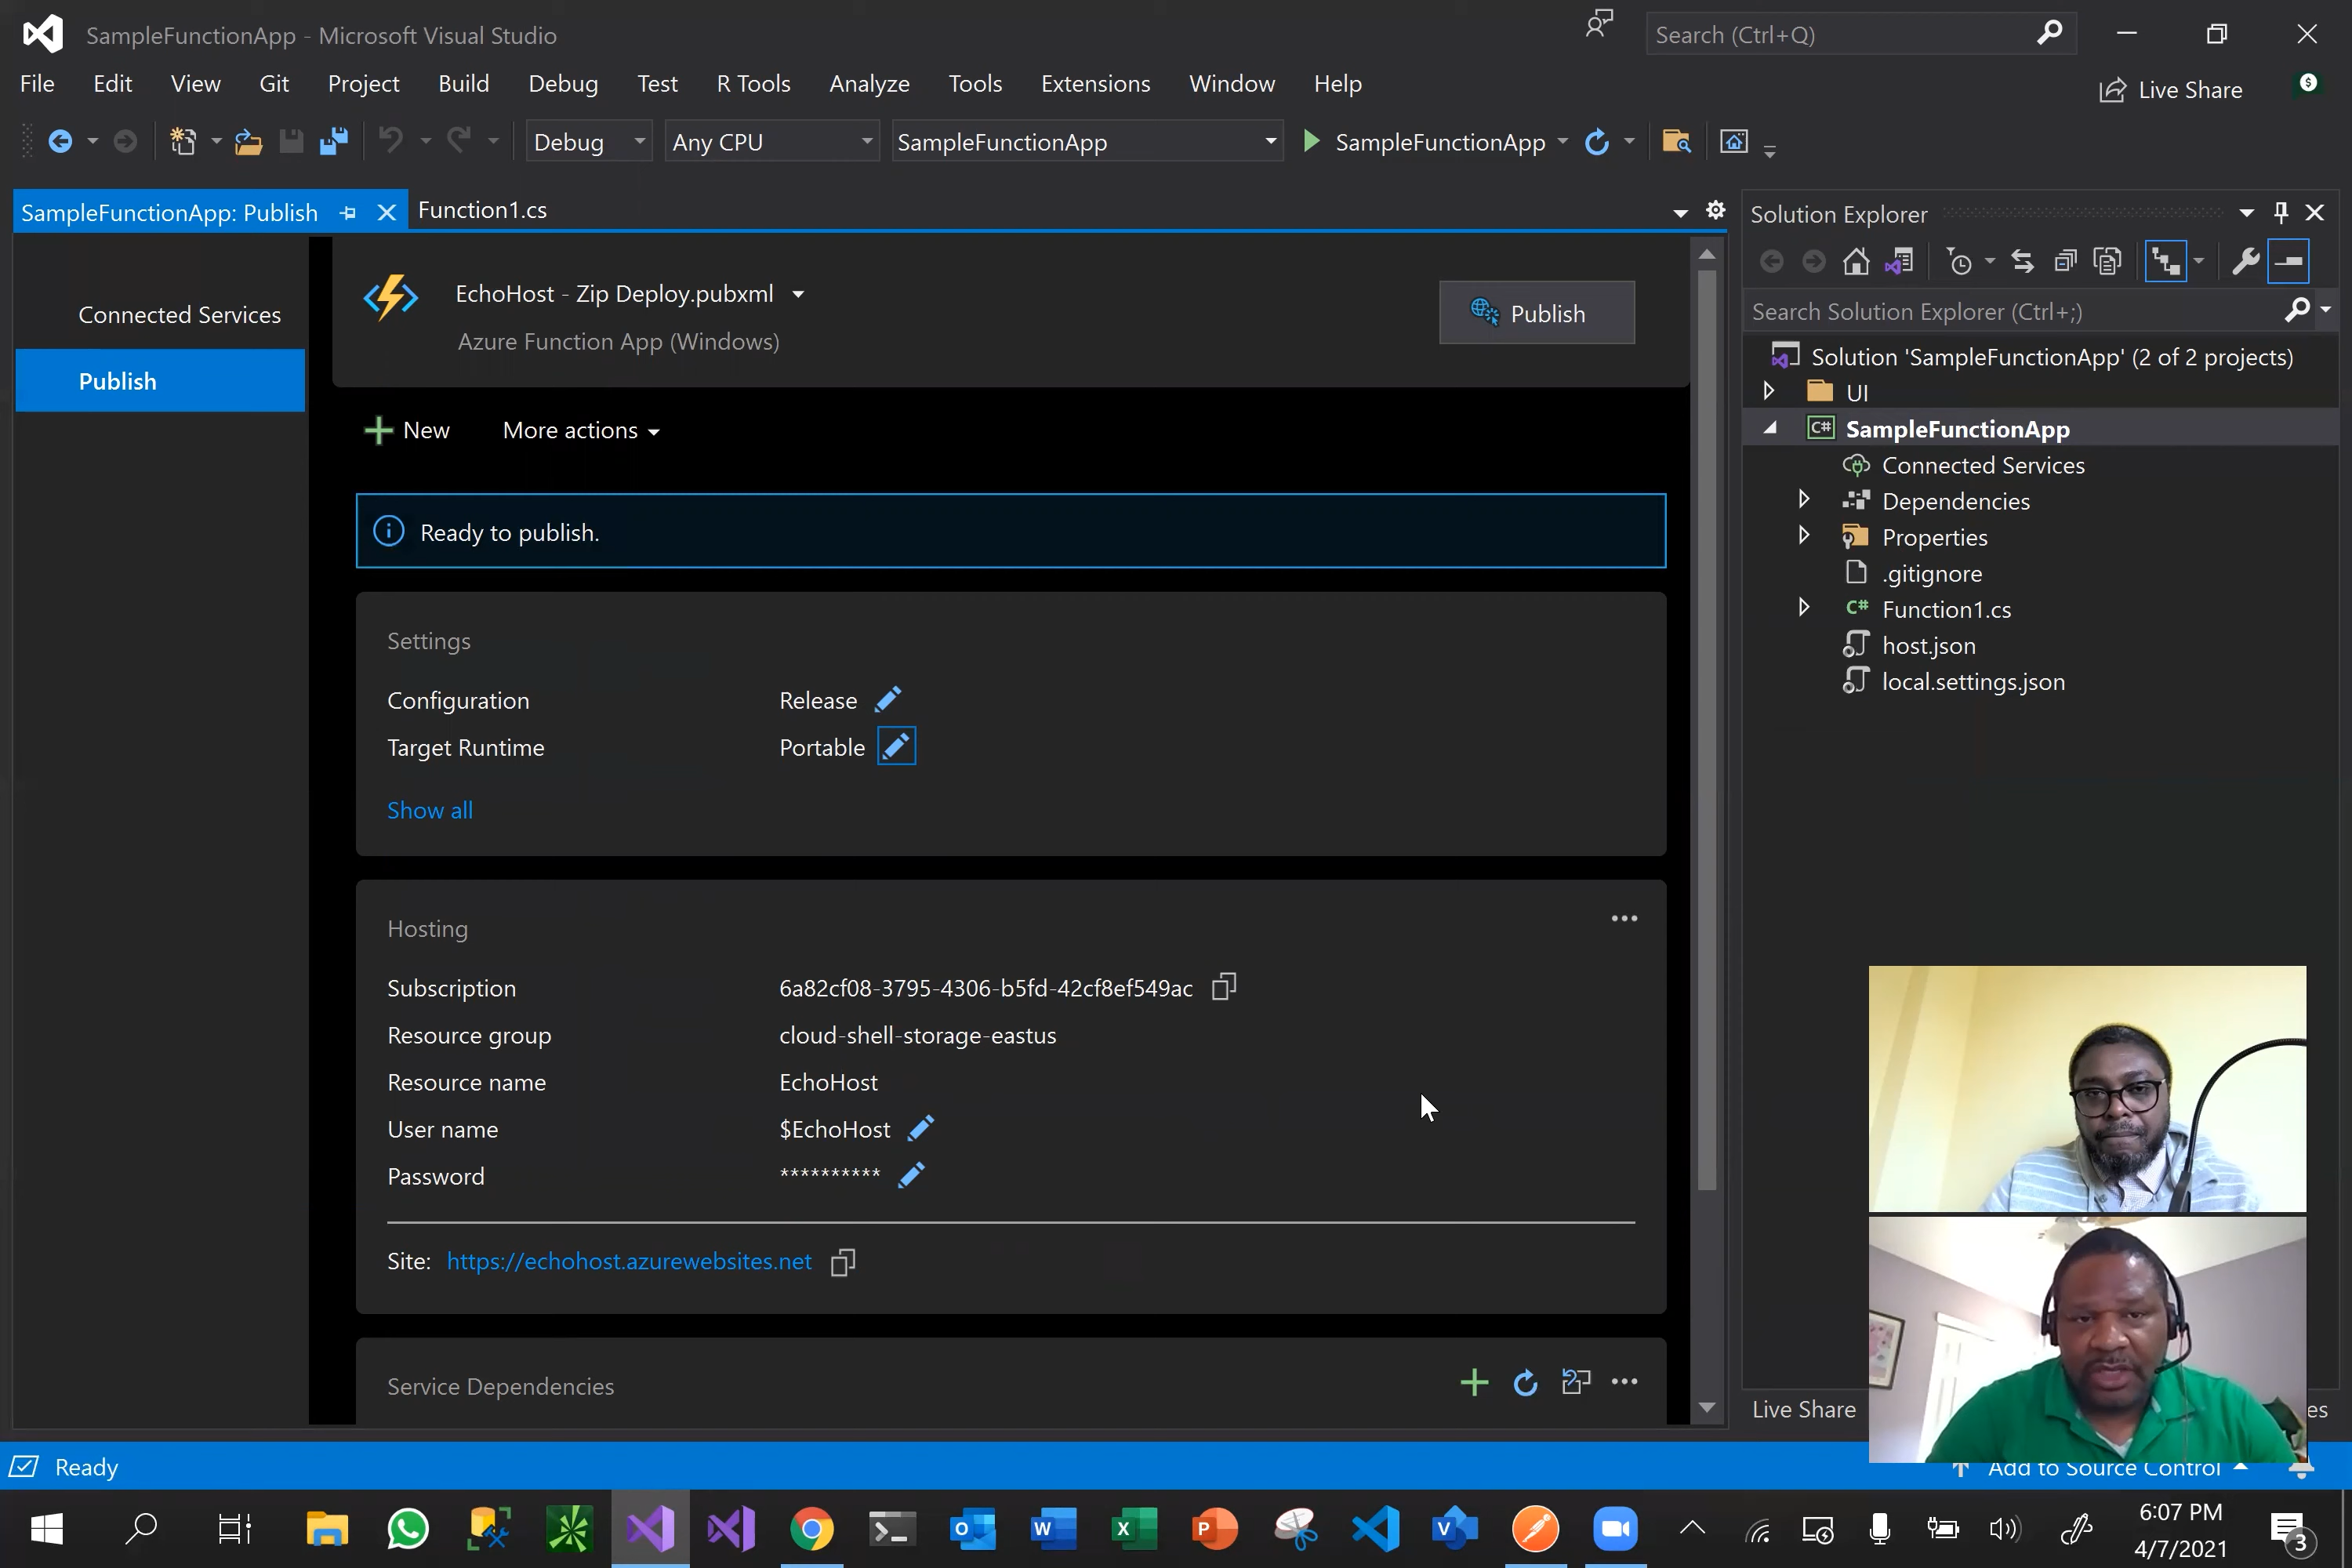 SampleFunctionApp - Microsoft Visual Studio
Search (Ctrl+Q)
File Edit View Git Project Build Debug Test R Tools Analyze Tools Extensions Window Help
Live Share
Debug Any CPU SampleFunctionApp SampleFunctionApp
SampleFunctionApp: Publish Function1.cs
Connected Services
Publish
EchoHost - Zip Deploy.pubxml
Azure Function App (Windows)
Publish
New More actions
Ready to publish.
Settings
Configuration Release
Target Runtime Portable
Show all
Hosting
Subscription 6a82cf08-3795-4306-b5fd-42cf8ef549ac
Resource group cloud-shell-storage-eastus
Resource name EchoHost
User name $EchoHost
Password **********
Site: https://echohost.azurewebsites.net
Service Dependencies
Solution Explorer
Search Solution Explorer (Ctrl+;)
Solution 'SampleFunctionApp' (2 of 2 projects)
UI
C# SampleFunctionApp
Connected Services
Dependencies
Properties
.gitignore
C# Function1.cs
host.json
local.settings.json
Live Share
Ready
Add to Source Control
6:07 PM
4/7/2021
3